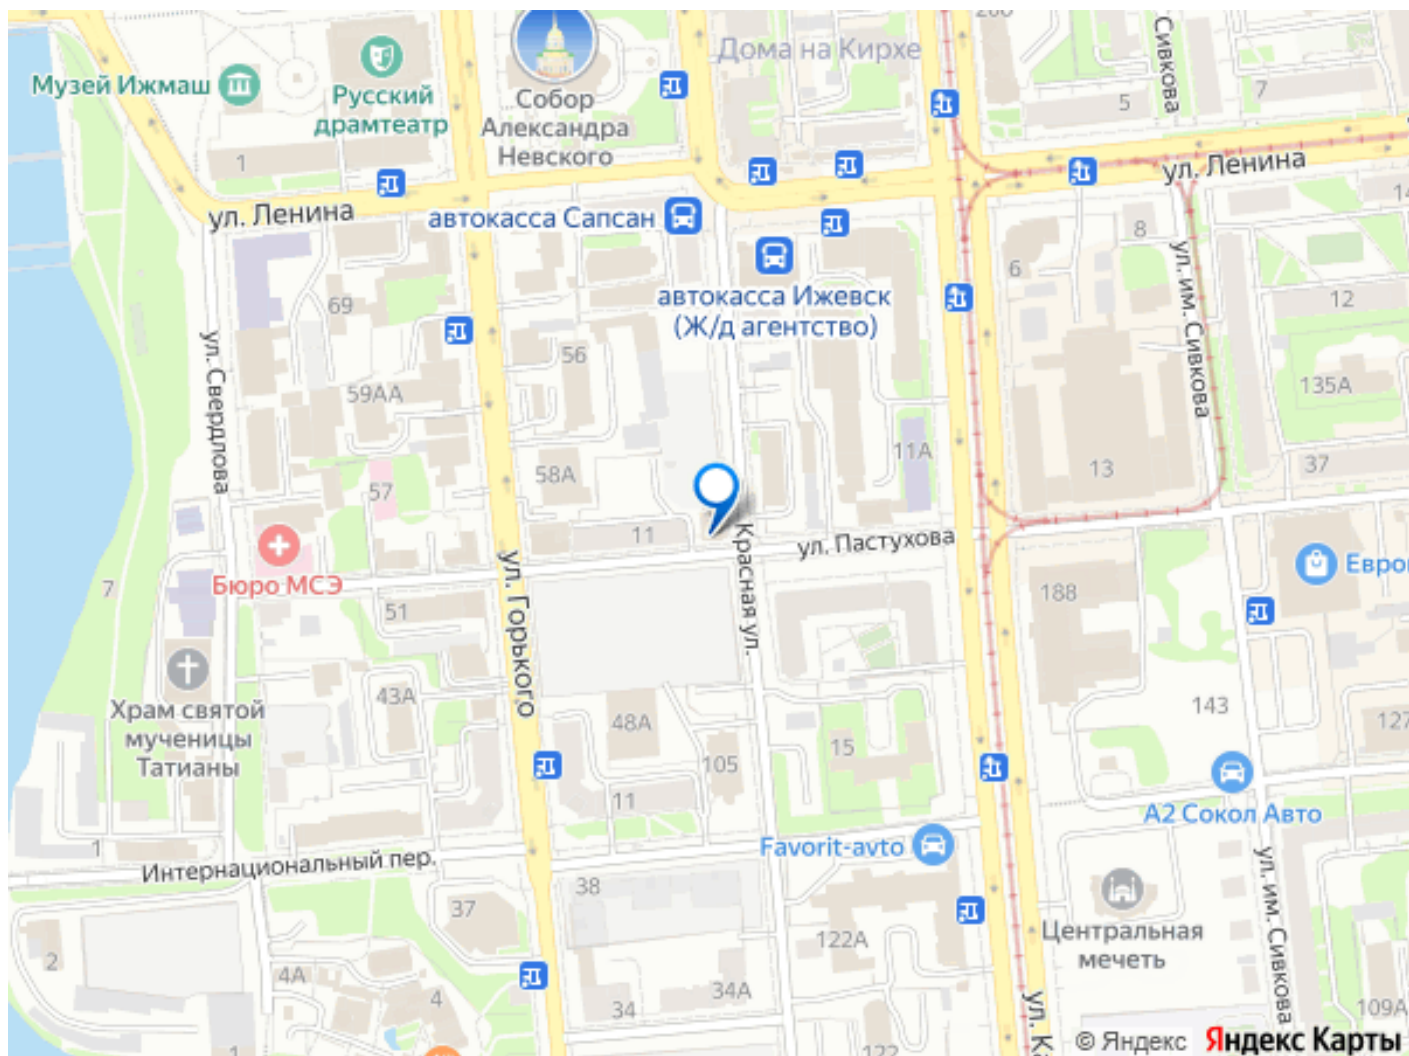 Дома на Кирхе
Сивкова
Музей Ижмаш
Русский
драмтеатр
Собор
Александра
Невского
5
7
1
ул. Ленина
ул. Ленина
автокасса Сапсан
8
6
автокасса Ижевск
(Ж/д агентство)
ул. им. Сивкова
12
69
ул. Свердлова
56
59АА
135А
11А
13
37
58А
57
11
Красная ул.
ул. Пастухова
Бюро МСЭ
ул. Горького
7
51
188
Храм святой
мученицы
Татианы
43А
48А
15
143
127
105
11
А2 Сокол Авто
Favorit-avto
1
Интернациональный пер.
38
37
122А
Центральная
мечеть
ул. им. Сивкова
2
4А
4
34
34А
109А
122
1
© Яндекс
Яндекс Карты